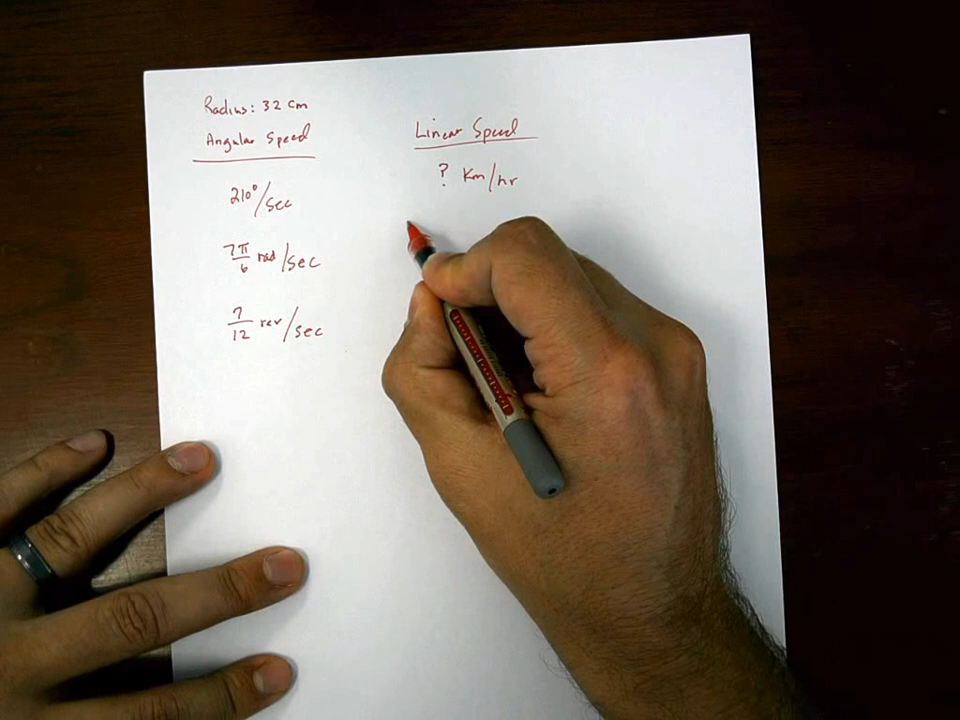 Radius: 32 cm
Angular Speed
210°/sec
7π/6 rad/sec
7/12 rev/sec
Linear Speed
? Km/hr